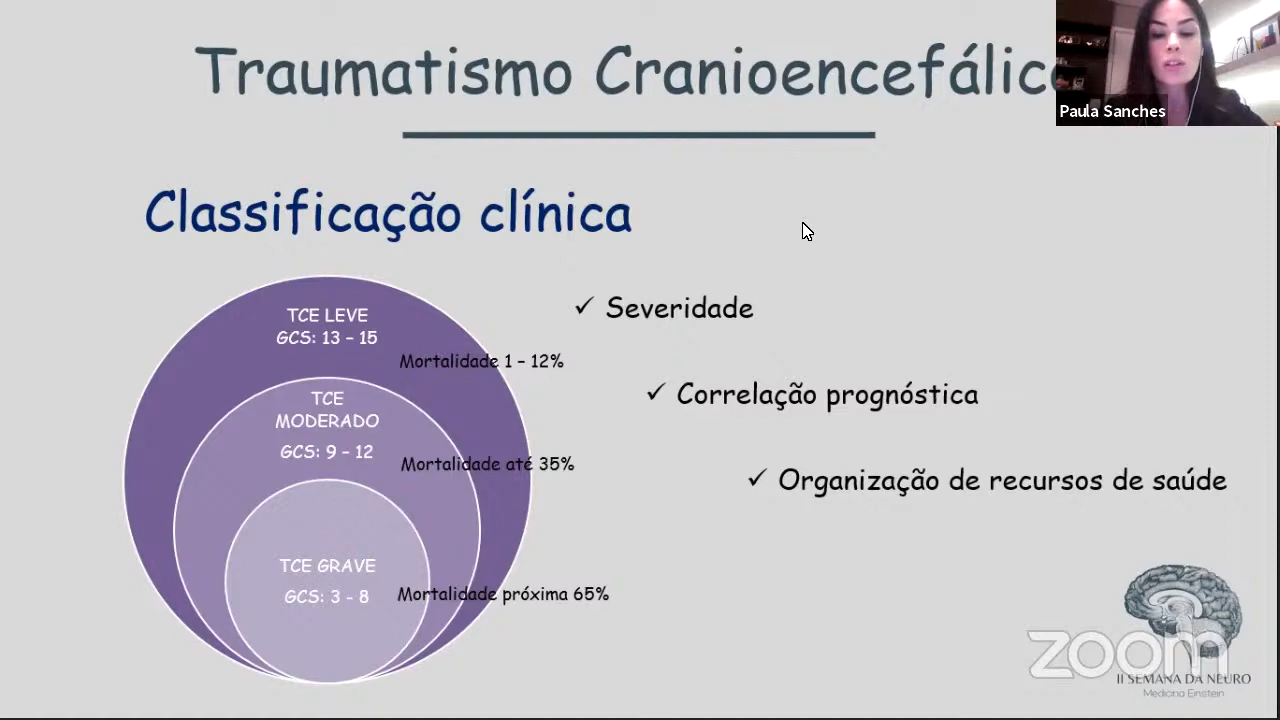 Traumatismo Cranioencefálic
Paula Sanches
Classificação clínica
TCE LEVE
GCS: 13 – 15
Mortalidade 1 – 12%
TCE
MODERADO
GCS: 9 – 12
Mortalidade até 35%
TCE GRAVE
GCS: 3 - 8
Mortalidade próxima 65%
✓ Severidade
✓ Correlação prognóstica
✓ Organização de recursos de saúde
zoom
II SEMANA DA NEURO
Medicina Einstein